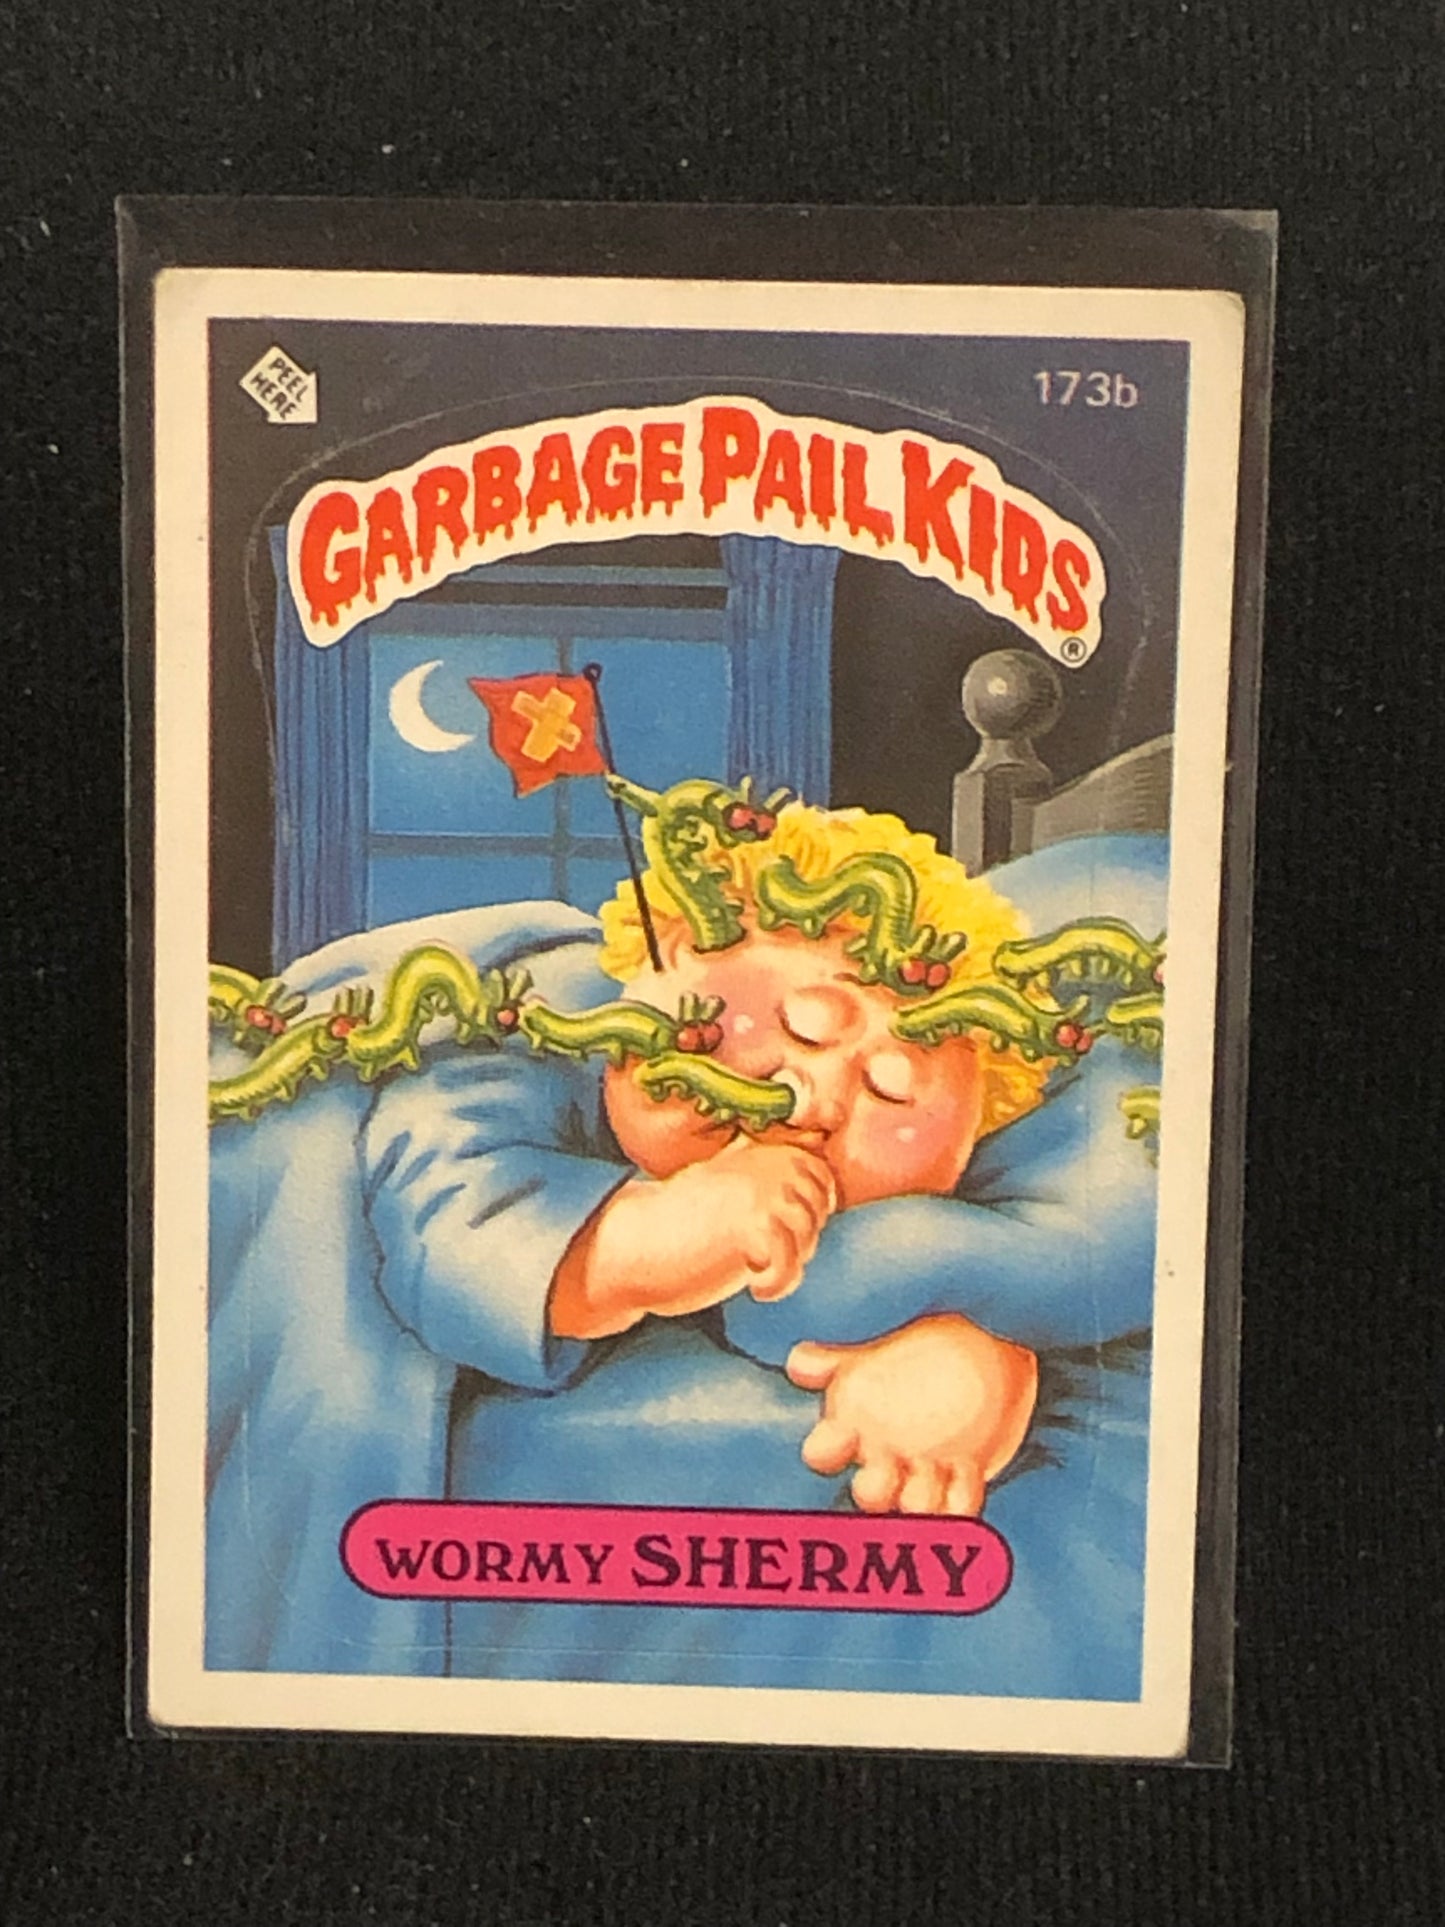 PEEL
HERE
173b
GARBAGE PAIL KIDS
®
WORMY SHERMY